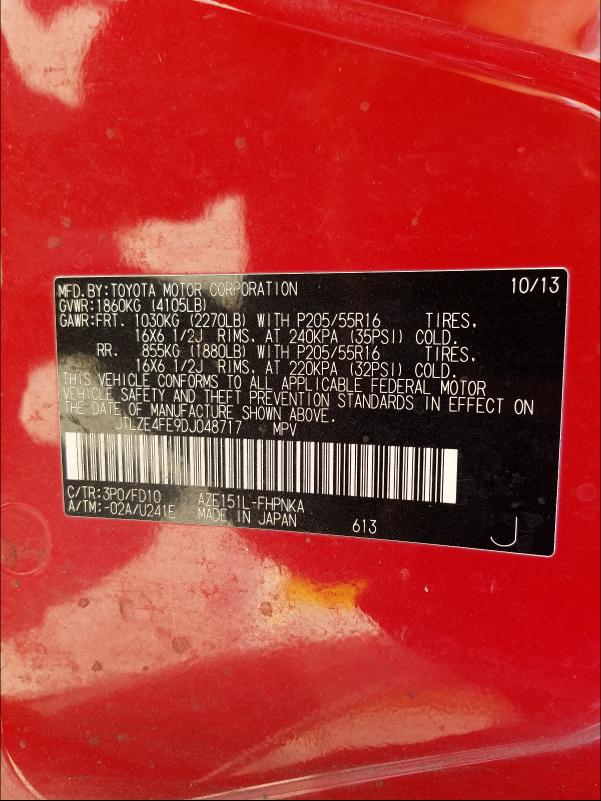 MFD.BY:TOYOTA MOTOR CORPORATION 10/13
GVWR:1860KG (4105LB)
GAWR:FRT. 1030KG (2270LB) WITH P205/55R16 TIRES,
16X6 1/2J RIMS, AT 240KPA (35PSI) COLD.
RR. 855KG (1880LB) WITH P205/55R16 TIRES,
16X6 1/2J RIMS, AT 220KPA (32PSI) COLD.
THIS VEHICLE CONFORMS TO ALL APPLICABLE FEDERAL MOTOR
VEHICLE SAFETY AND THEFT PREVENTION STANDARDS IN EFFECT ON
THE DATE OF MANUFACTURE SHOWN ABOVE.
JTLZE4FE9DJ048717 MPV
C/TR:3P0/FD10 AZE151L-FHPNKA
A/TM:-02A/U241E MADE IN JAPAN 613 J